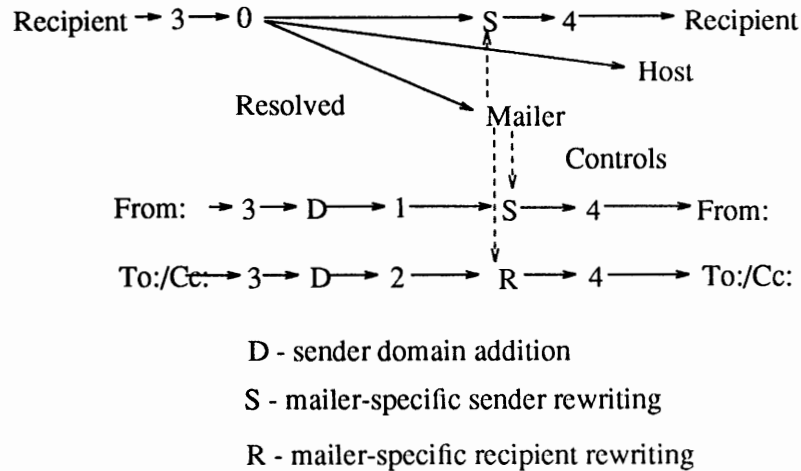 Recipient 3 0 S 4 Recipient
Host
Resolved
Mailer
Controls
From: 3 D 1 S 4 From:
To:/Cc: 3 D 2 R 4 To:/Cc:
D - sender domain addition
S - mailer-specific sender rewriting
R - mailer-specific recipient rewriting